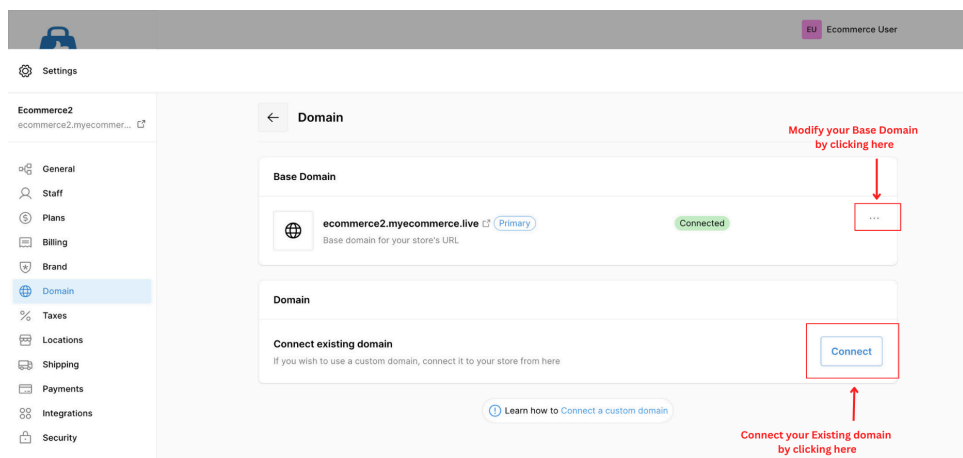 EU Ecommerce User
Settings
Ecommerce2
ecommerce2.myecommer...
General
Staff
Plans
Billing
Brand
Domain
Taxes
Locations
Shipping
Payments
Integrations
Security
Domain
Modify your Base Domain
by clicking here
Base Domain
ecommerce2.myecommerce.live Primary
Connected
...
Base domain for your store's URL
Domain
Connect existing domain
If you wish to use a custom domain, connect it to your store from here
Connect
Learn how to Connect a custom domain
Connect your Existing domain
by clicking here